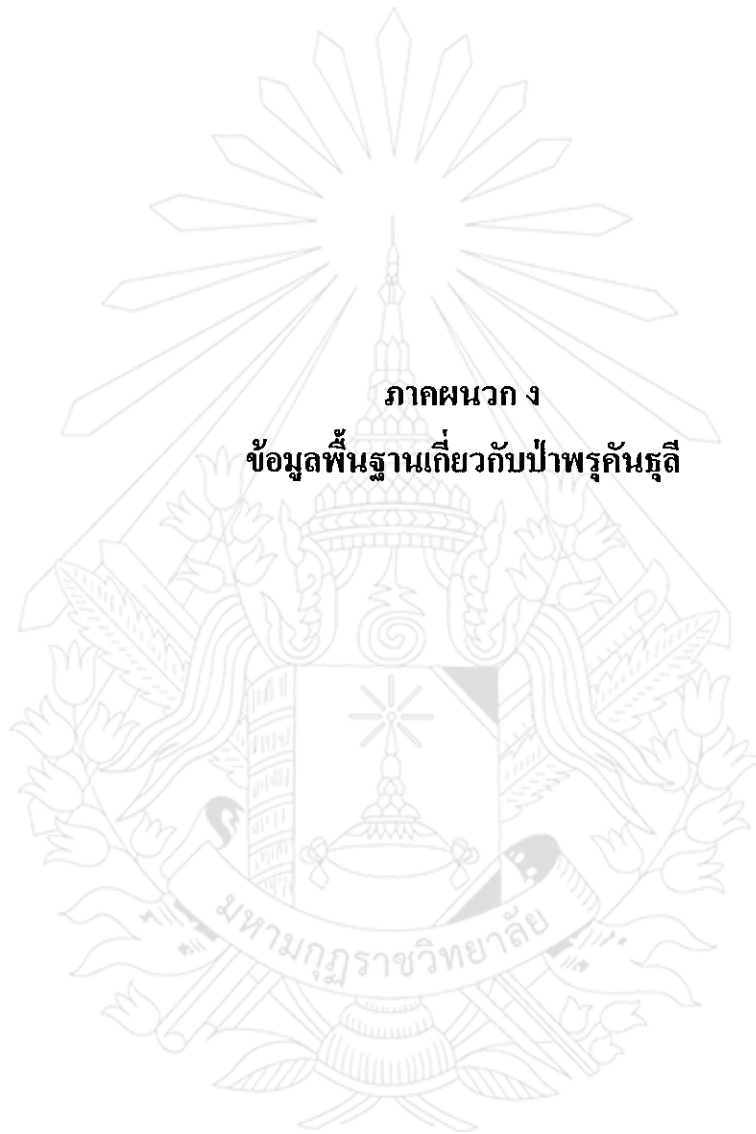 ภาคผนวก ง
ข้อมูลพื้นฐานเกี่ยวกับป่าพรุคันธุลี
มหามกุฏราชวิทยาลัย